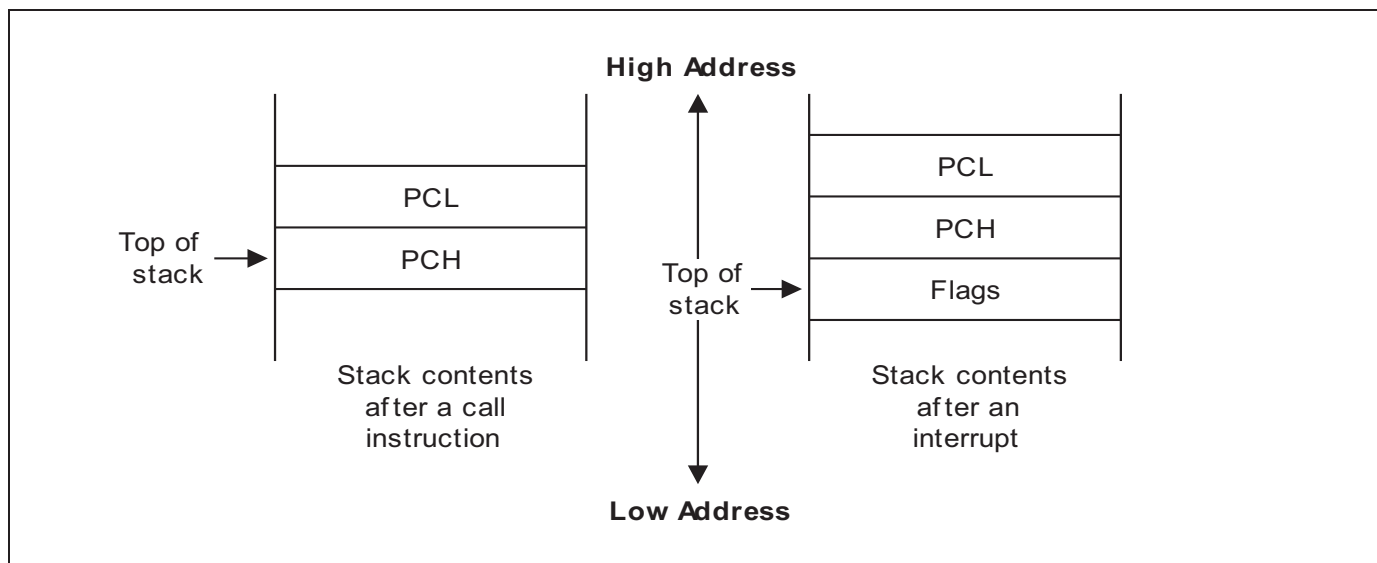 High Address
PCL
PCH
Top of
stack
Stack contents
after a call
instruction
Top of
stack
PCL
PCH
Flags
Stack contents
after an
interrupt
Low Address